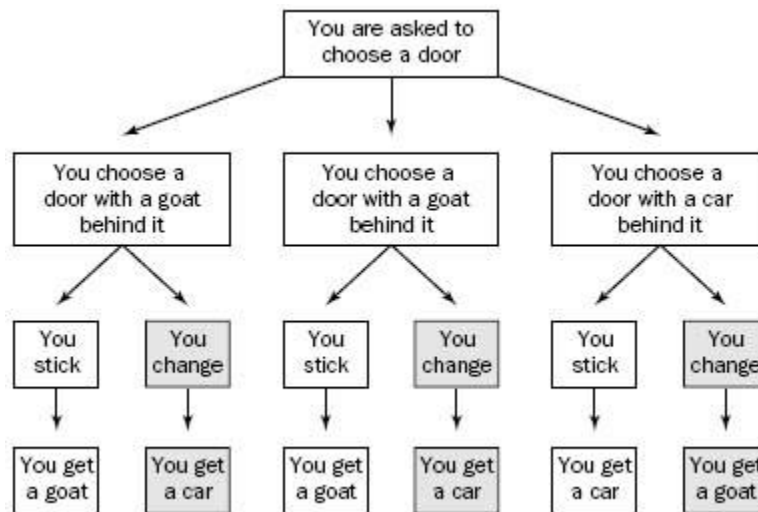 You are asked to
choose a door
You choose a
door with a goat
behind it
You choose a
door with a goat
behind it
You choose a
door with a car
behind it
You
stick
You
change
You
stick
You
change
You
stick
You
change
You get
a goat
You get
a car
You get
a goat
You get
a car
You get
a car
You get
a goat